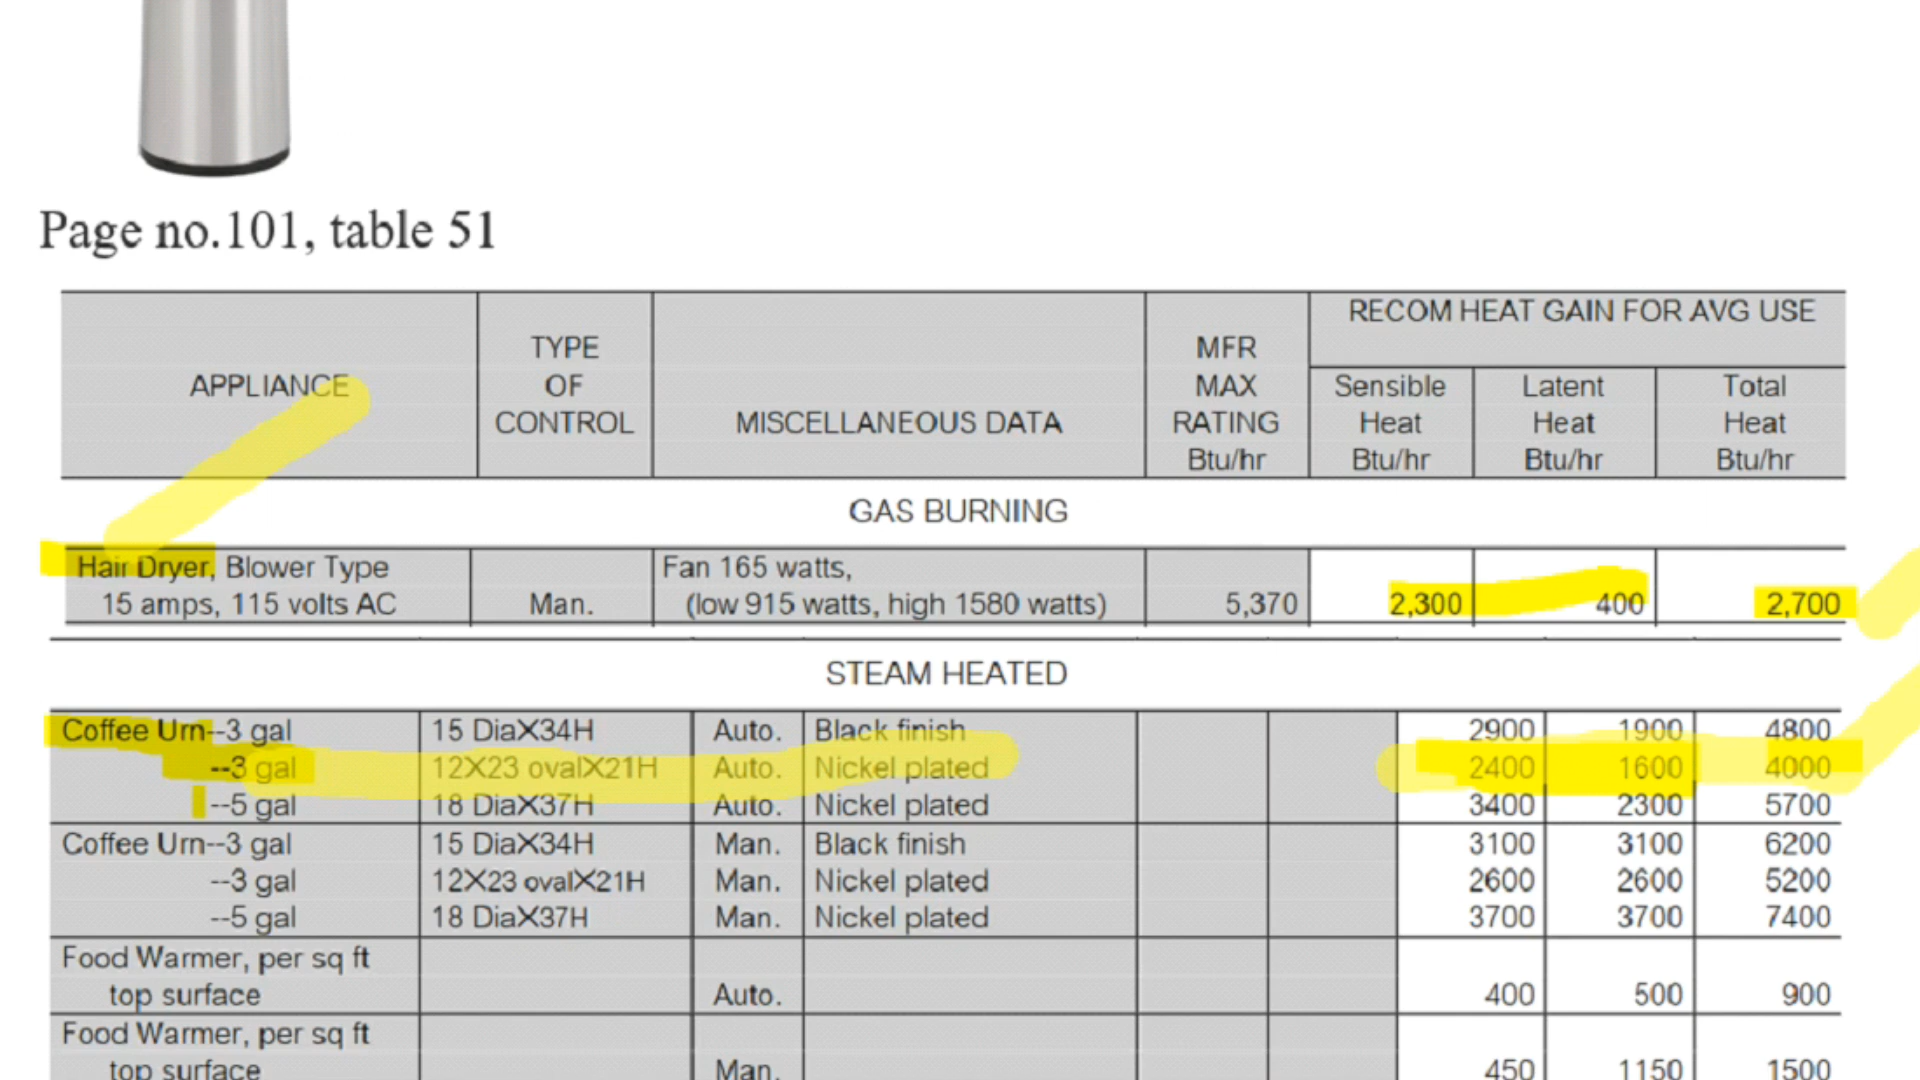 Page no.101, table 51
APPLIANCE TYPE OF CONTROL MISCELLANEOUS DATA MFR MAX RATING Btu/hr RECOM HEAT GAIN FOR AVG USE
Sensible Heat Btu/hr Latent Heat Btu/hr Total Heat Btu/hr
GAS BURNING
Hair Dryer, Blower Type Fan 165 watts,
15 amps, 115 volts AC Man. (low 915 watts, high 1580 watts) 5,370 2,300 400 2,700
STEAM HEATED
Coffee Urn--3 gal 15 DiaX34H Auto. Black finish 2900 1900 4800
--3 gal 12X23 ovalX21H Auto. Nickel plated 2400 1600 4000
--5 gal 18 DiaX37H Auto. Nickel plated 3400 2300 5700
Coffee Urn--3 gal 15 DiaX34H Man. Black finish 3100 3100 6200
--3 gal 12X23 ovalX21H Man. Nickel plated 2600 2600 5200
--5 gal 18 DiaX37H Man. Nickel plated 3700 3700 7400
Food Warmer, per sq ft
top surface Auto. 400 500 900
Food Warmer, per sq ft
top surface Man. 450 1150 1500